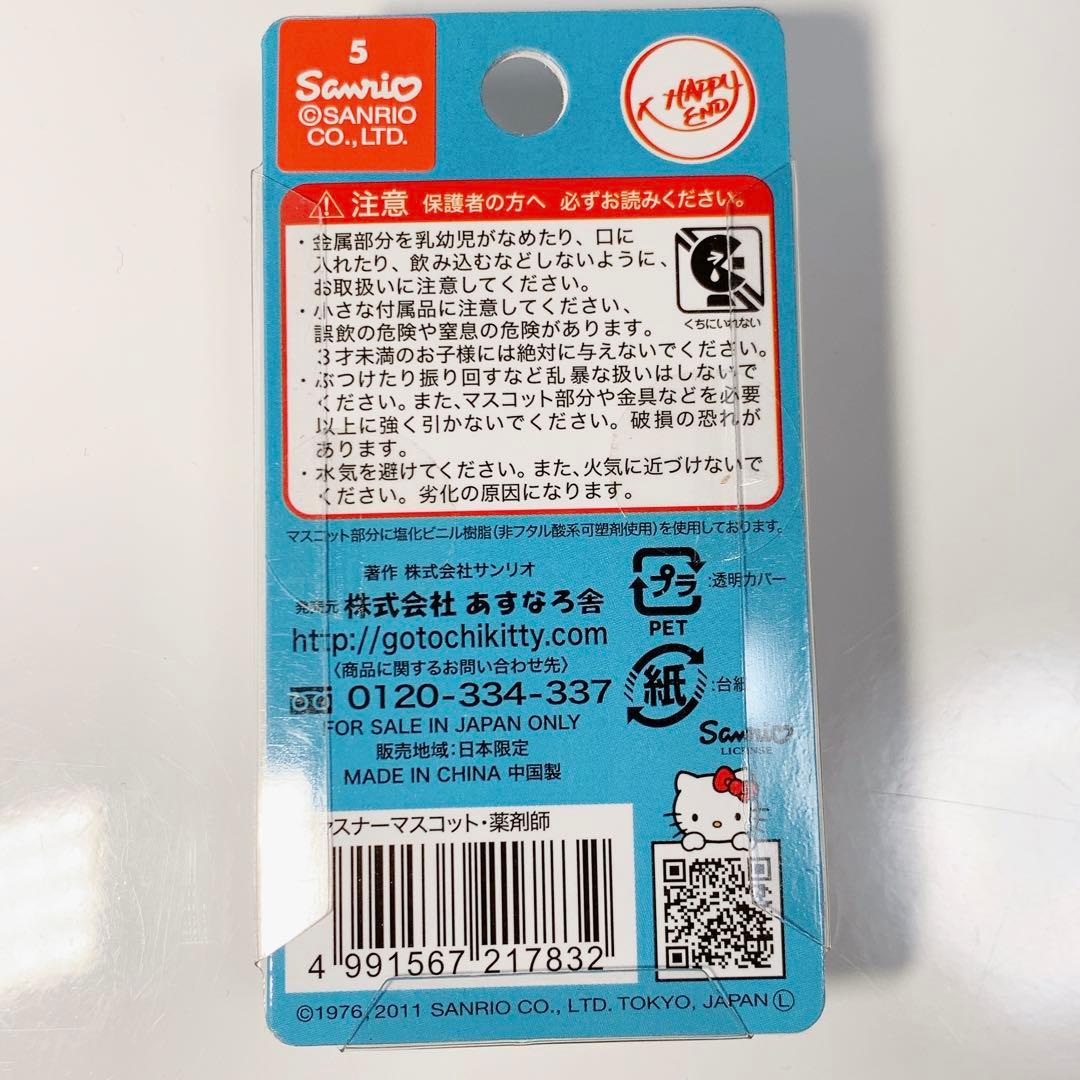 5
Sanrio
©SANRIO
CO.,LTD.
HAPPY
END
注意 保護者の方へ 必ずお読みください。
・金属部分を乳幼児がなめたり、口に
入れたり、飲み込むなどしないように、
お取扱いに注意してください。
・小さな付属品に注意してください、
誤飲の危険や窒息の危険があります。
3才未満のお子様には絶対に与えないでください。
・ぶつけたり振り回すなど乱暴な扱いはしないで
ください。また、マスコット部分や金具などを必要
以上に強く引かないでください。破損の恐れが
あります。
・水気を避けてください。また、火気に近づけないで
ください。劣化の原因になります。
くちにいれない
マスコット部分に塩化ビニル樹脂(非フタル酸系可塑剤使用)を使用しております。
著作 株式会社サンリオ
発売元 株式会社 あすなろ舎
http://gotochikitty.com
〈商品に関するお問い合わせ先〉
0120-334-337
FOR SALE IN JAPAN ONLY
販売地域:日本限定
MADE IN CHINA 中国製
プラ :透明カバー
PET
紙 :台紙
Sanrio
LICENSE
ァスナーマスコット・薬剤師
4 991567 217832
©1976, 2011 SANRIO CO., LTD. TOKYO, JAPAN Ⓛ